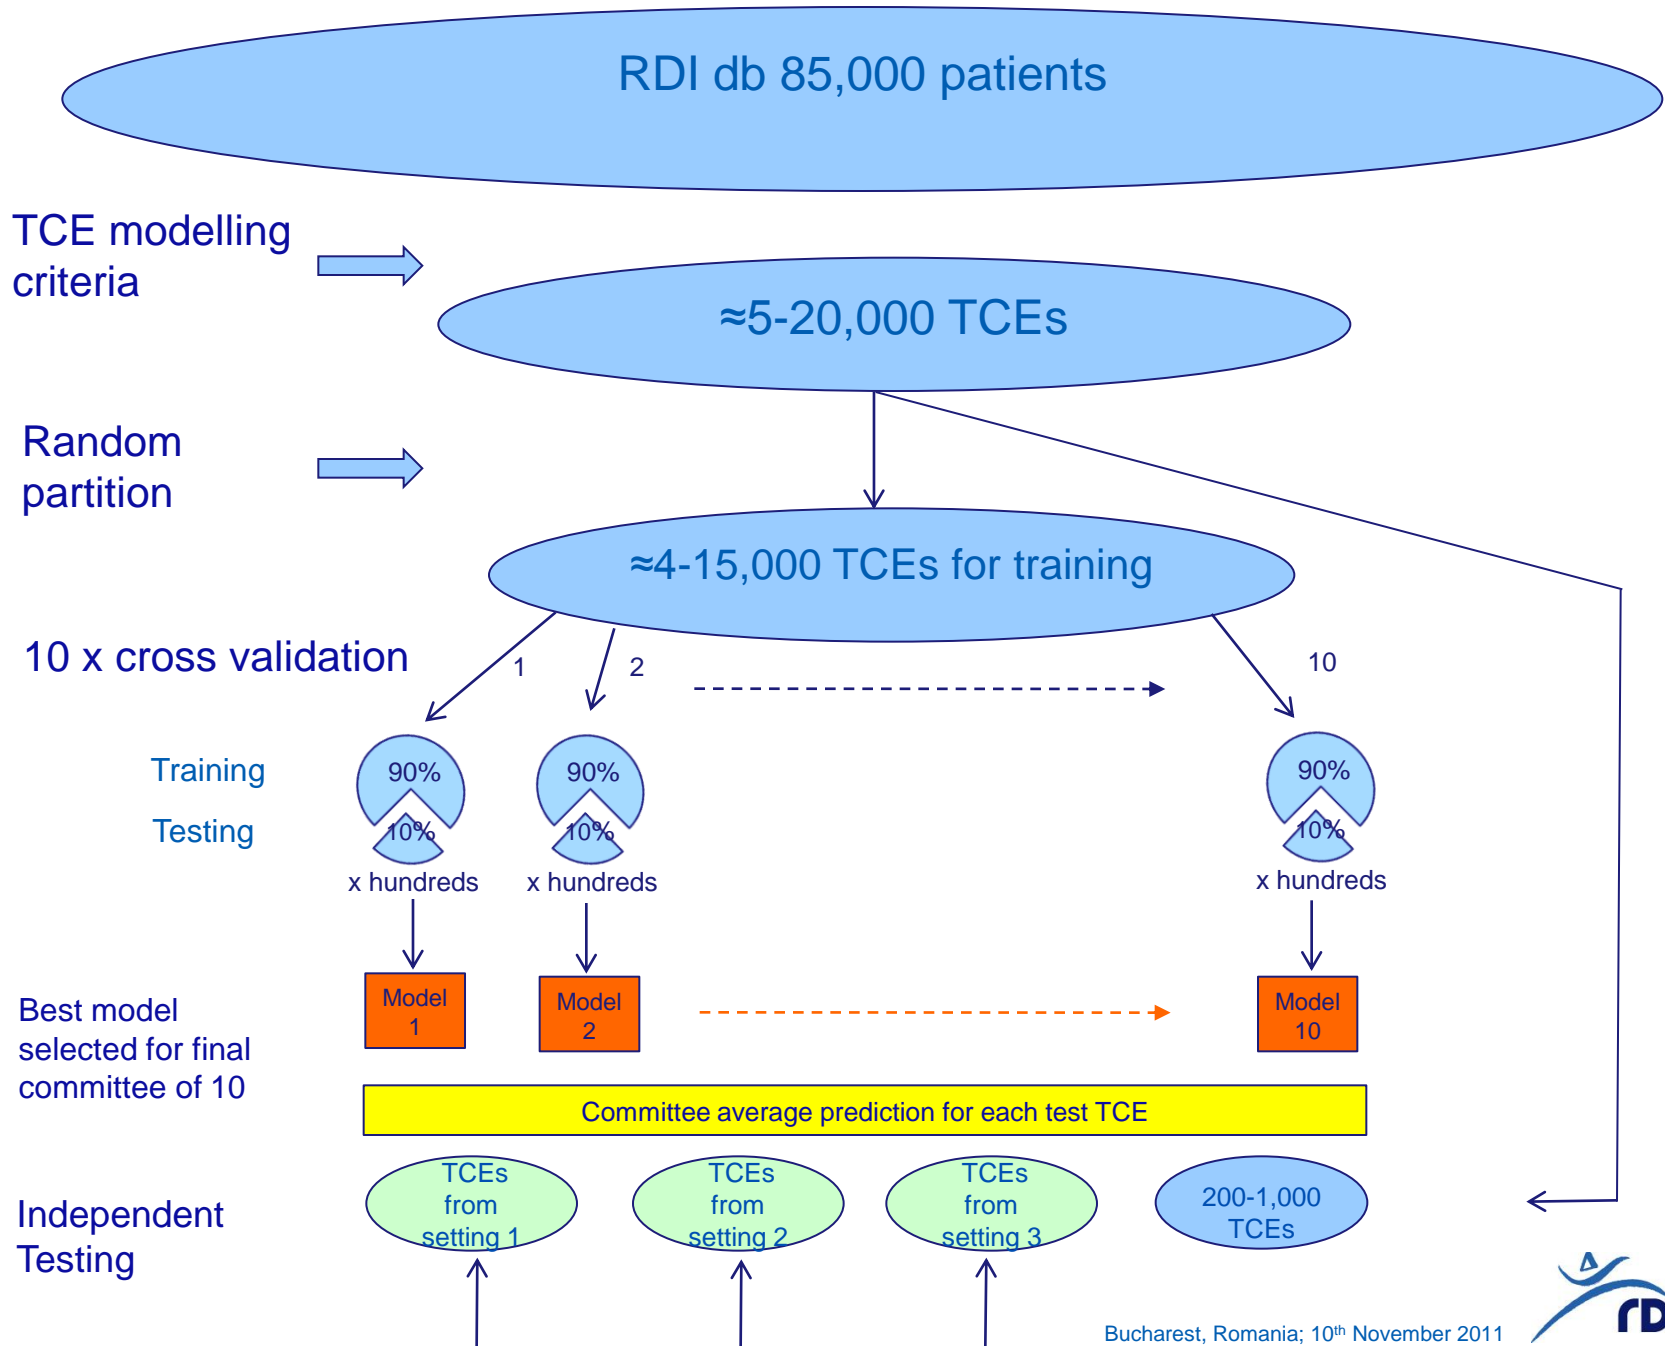 RDI db 85,000 patients
TCE modelling
criteria
≈5-20,000 TCEs
Random
partition
≈4-15,000 TCEs for training
10 x cross validation
1
2
10
Training
90%
90%
90%
Testing
10%
10%
10%
x hundreds
x hundreds
x hundreds
Best model
selected for final
committee of 10
Model
1
Model
2
Model
10
Committee average prediction for each test TCE
Independent
Testing
TCEs
from
setting 1
TCEs
from
setting 2
TCEs
from
setting 3
200-1,000
TCEs
Bucharest, Romania; 10th November 2011